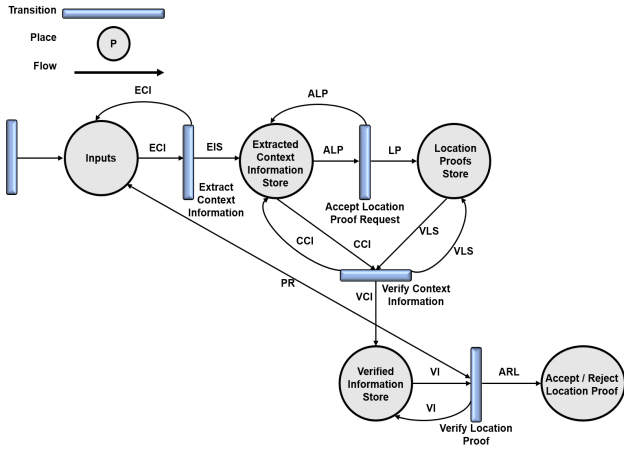 Transition
Place
P
Flow
ECI
ALP
Inputs
ECI
EIS
Extracted
Context
Information
Store
ALP
LP
Location
Proofs
Store
Extract
Context
Information
Accept Location
Proof Request
CCI
CCI
VLS
VLS
PR
VCI
Verify Context
Information
Verified
Information
Store
VI
VI
ARL
Accept / Reject
Location Proof
Verify Location
Proof